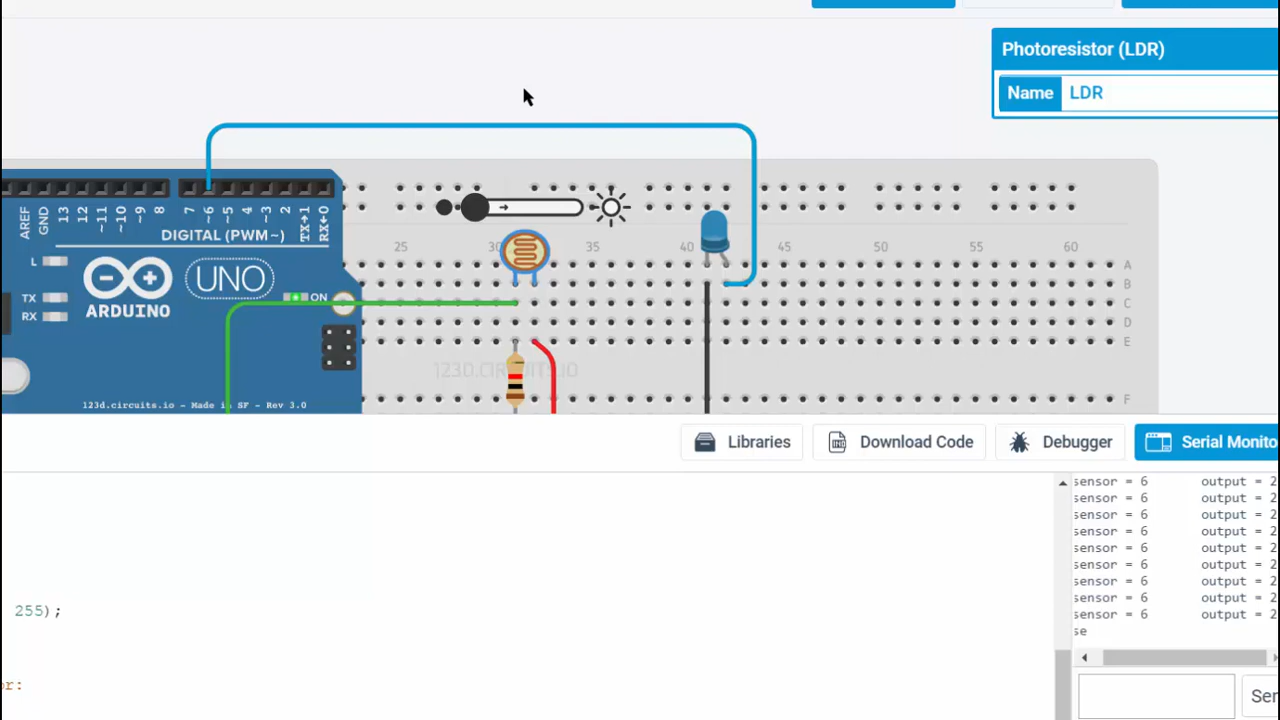 Photoresistor (LDR)
Name LDR
AREF GND 13 12 ~11 ~10 ~9 8 7 ~6 ~5 4 ~3 2 TX→1 RX←0
DIGITAL (PWM~)
L
TX
RX
ARDUINO
UNO
ON
123d.circuits.io - Made in SF - Rev 3.0
25 30 35 40 45 50 55 60
A
B
C
D
E
F
123D.CIRCUITS.IO
Libraries Download Code Debugger Serial Monito
255);
or:
sensor = 6 output = 2
sensor = 6 output = 2
sensor = 6 output = 2
sensor = 6 output = 2
sensor = 6 output = 2
sensor = 6 output = 2
sensor = 6 output = 2
sensor = 6 output = 2
sensor = 6 output = 2
se
Ser